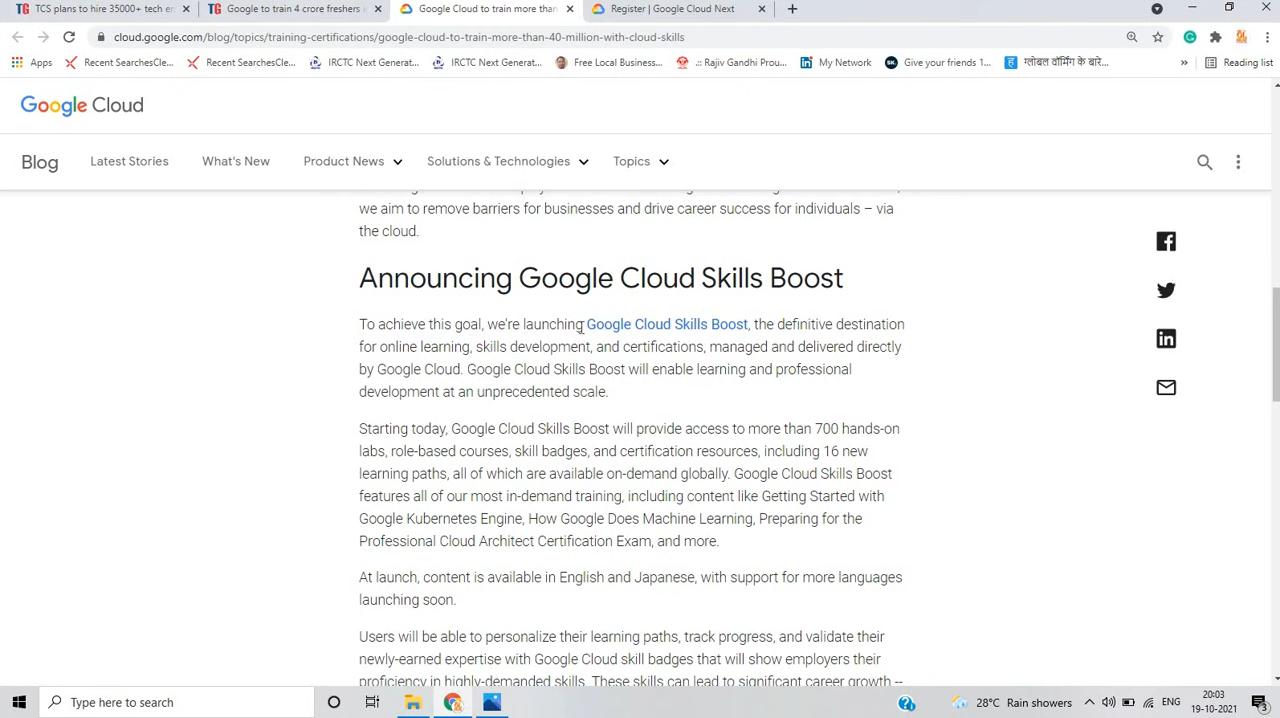 TCS plans to hire 35000+ tech en
Google to train 4 crore freshers i
Google Cloud to train more than
Register | Google Cloud Next
cloud.google.com/blog/topics/training-certifications/google-cloud-to-train-more-than-40-million-with-cloud-skills
Apps
Recent SearchesCle...
Recent SearchesCle...
IRCTC Next Generat...
IRCTC Next Generat...
Free Local Business...
.:: Rajiv Gandhi Prou...
My Network
Give your friends 1...
ग्लोबल वॉर्मिंग के बारे...
»
Reading list
Google Cloud
Blog
Latest Stories
What's New
Product News
Solutions & Technologies
Topics
we aim to remove barriers for businesses and drive career success for individuals – via
the cloud.
Announcing Google Cloud Skills Boost
To achieve this goal, we're launching Google Cloud Skills Boost, the definitive destination
for online learning, skills development, and certifications, managed and delivered directly
by Google Cloud. Google Cloud Skills Boost will enable learning and professional
development at an unprecedented scale.
Starting today, Google Cloud Skills Boost will provide access to more than 700 hands-on
labs, role-based courses, skill badges, and certification resources, including 16 new
learning paths, all of which are available on-demand globally. Google Cloud Skills Boost
features all of our most in-demand training, including content like Getting Started with
Google Kubernetes Engine, How Google Does Machine Learning, Preparing for the
Professional Cloud Architect Certification Exam, and more.
At launch, content is available in English and Japanese, with support for more languages
launching soon.
Users will be able to personalize their learning paths, track progress, and validate their
newly-earned expertise with Google Cloud skill badges that will show employers their
proficiency in highly-demanded skills. These skills can lead to significant career growth --
Type here to search
28°C Rain showers
ENG
20:03
19-10-2021